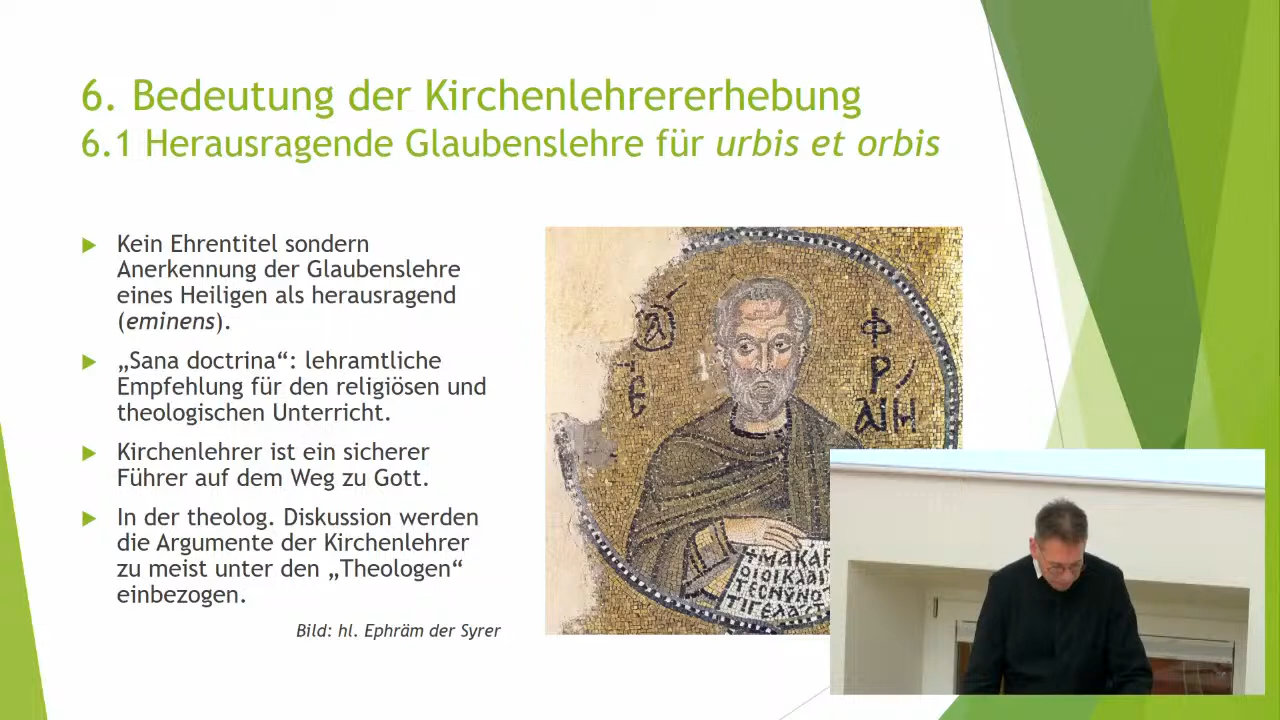 6. Bedeutung der Kirchenlehrererhebung
6.1 Herausragende Glaubenslehre für urbis et orbis
Kein Ehrentitel sondern
Anerkennung der Glaubenslehre
eines Heiligen als herausragend
(eminens).
„Sana doctrina“: lehramtliche
Empfehlung für den religiösen und
theologischen Unterricht.
Kirchenlehrer ist ein sicherer
Führer auf dem Weg zu Gott.
In der theolog. Diskussion werden
die Argumente der Kirchenlehrer
zu meist unter den „Theologen“
einbezogen.
Bild: hl. Ephräm der Syrer
Φ
Ρ
ΑΙΜ
Ε
ΜΑΚΑΡ